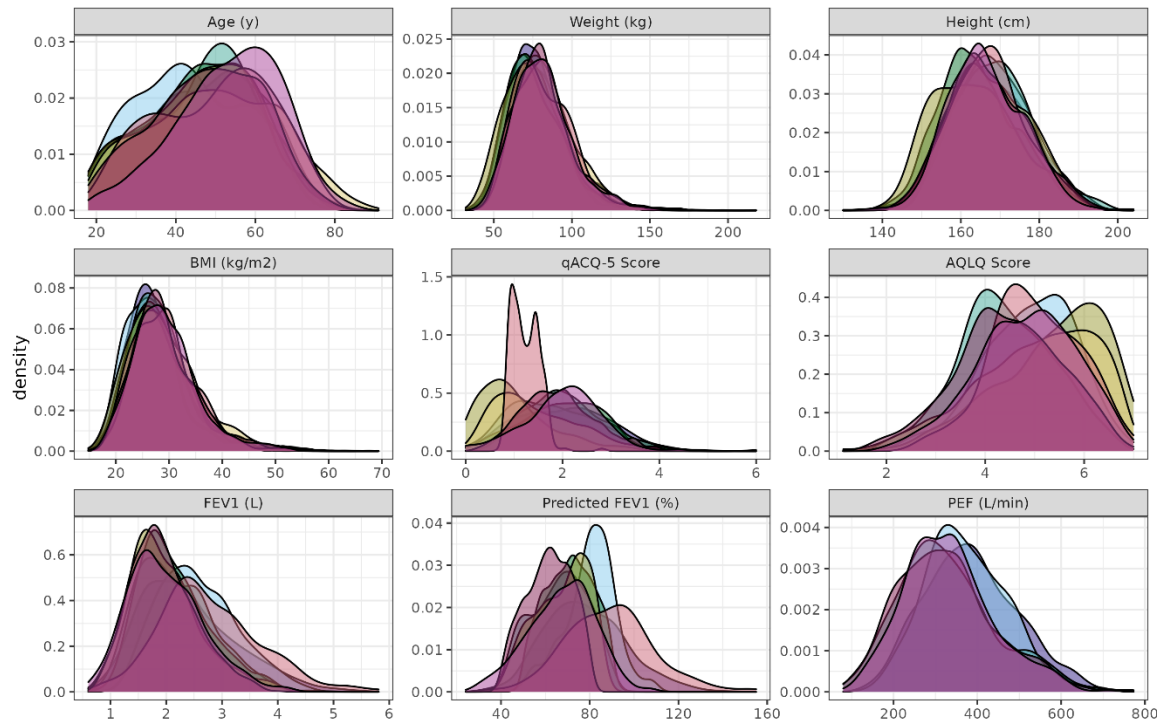 Age (y) Weight (kg) Height (cm)
0.03 0.025 0.04
0.020 0.03
0.02 0.015 0.02
0.01 0.010 0.01
0.005
0.00 0.000 0.00
20 40 60 80 50 100 150 200 140 160 180 200
BMI (kg/m2) qACQ-5 Score AQLQ Score
0.08 1.5 0.4
0.06 1.0 0.3
0.04 0.2
0.02 0.5 0.1
0.00 0.0 0.0
20 30 40 50 60 70 0 2 4 6 2 4 6
density
FEV1 (L) Predicted FEV1 (%) PEF (L/min)
0.6 0.04 0.004
0.4 0.03 0.003
0.02 0.002
0.2 0.01 0.001
0.0 0.00 0.000
1 2 3 4 5 6 40 80 120 160 200 400 600 800